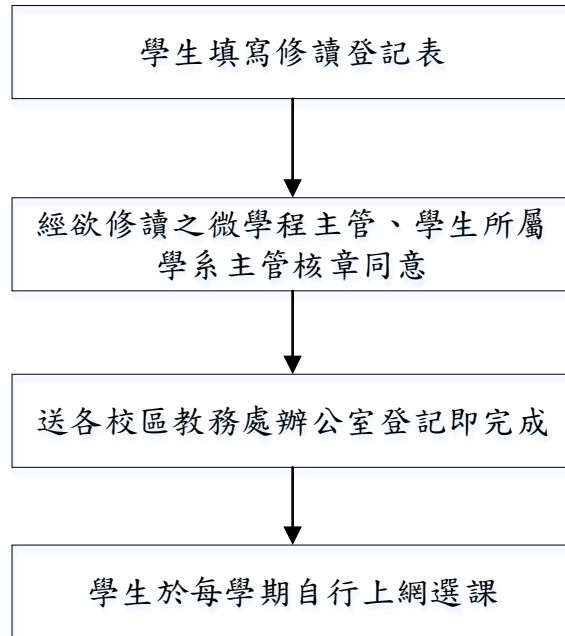 學生填寫修讀登記表
經欲修讀之微學程主管、學生所屬
學系主管核章同意
送各校區教務處辦公室登記即完成
學生於每學期自行上網選課